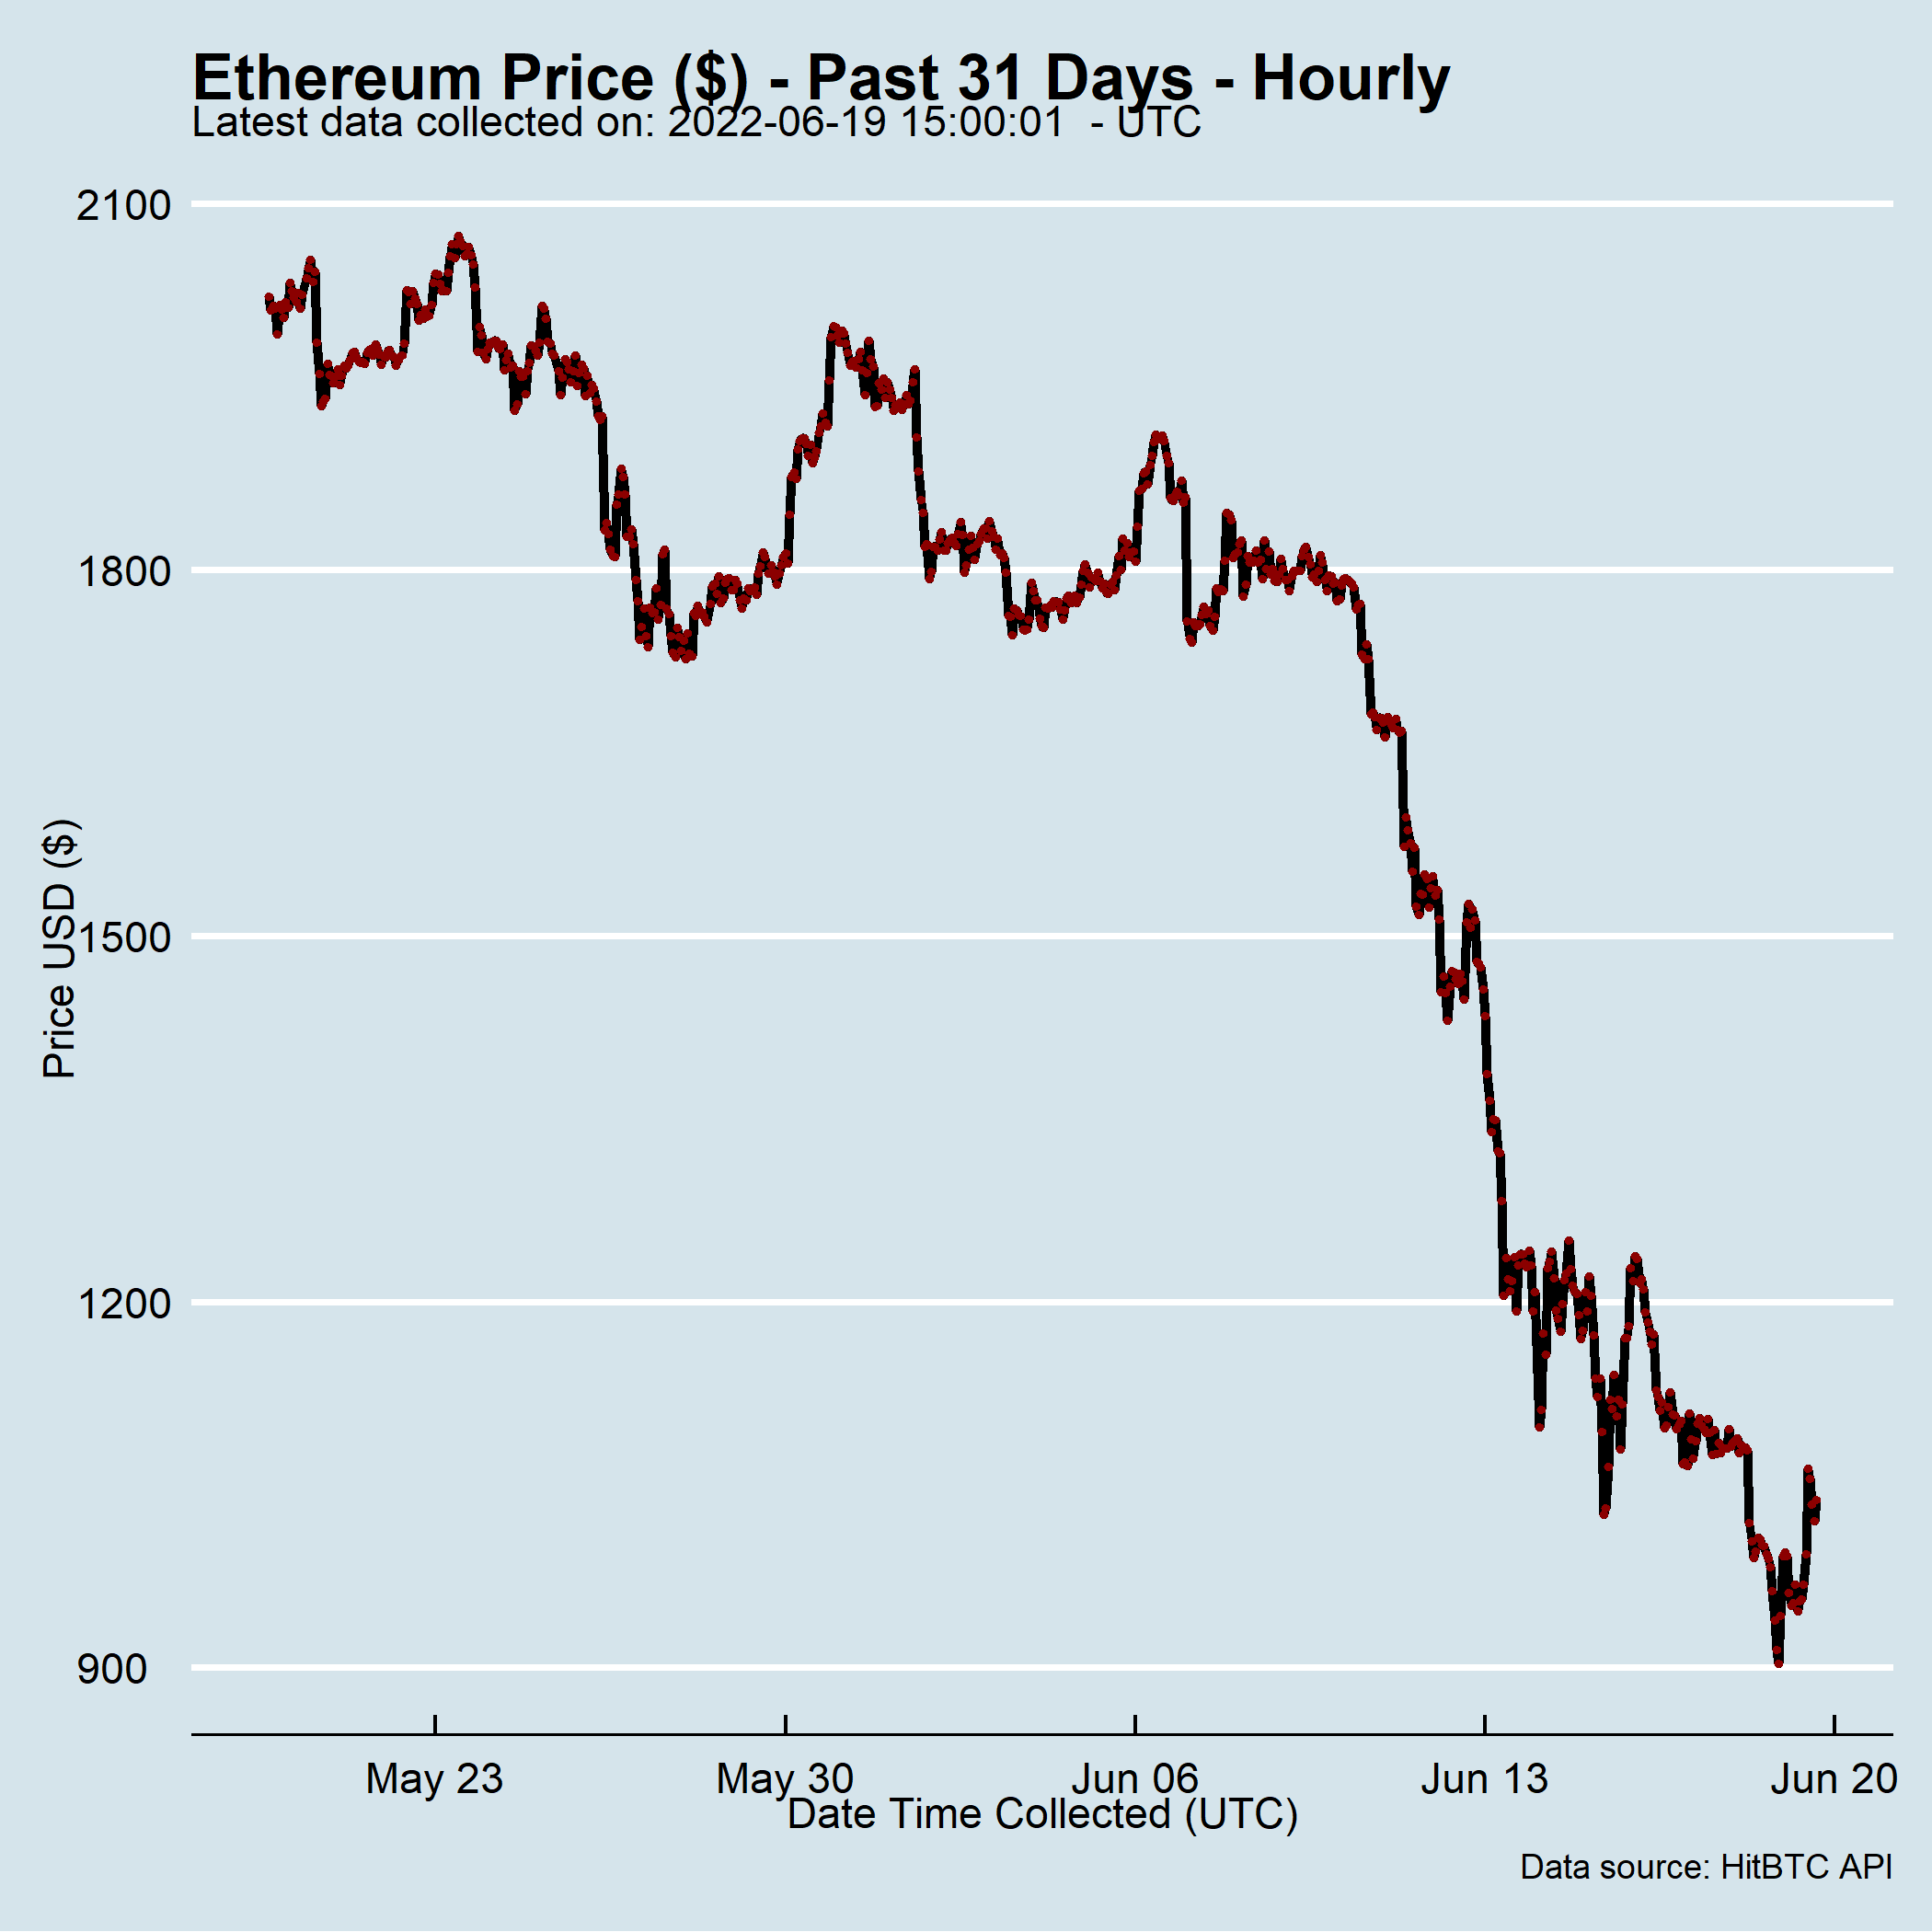 Ethereum Price ($) - Past 31 Days - Hourly
Latest data collected on: 2022-06-19 15:00:01  - UTC
2100
1800
1500
1200
900
Price USD ($)
May 23
May 30
Jun 06
Jun 13
Jun 20
Date Time Collected (UTC)
Data source: HitBTC API